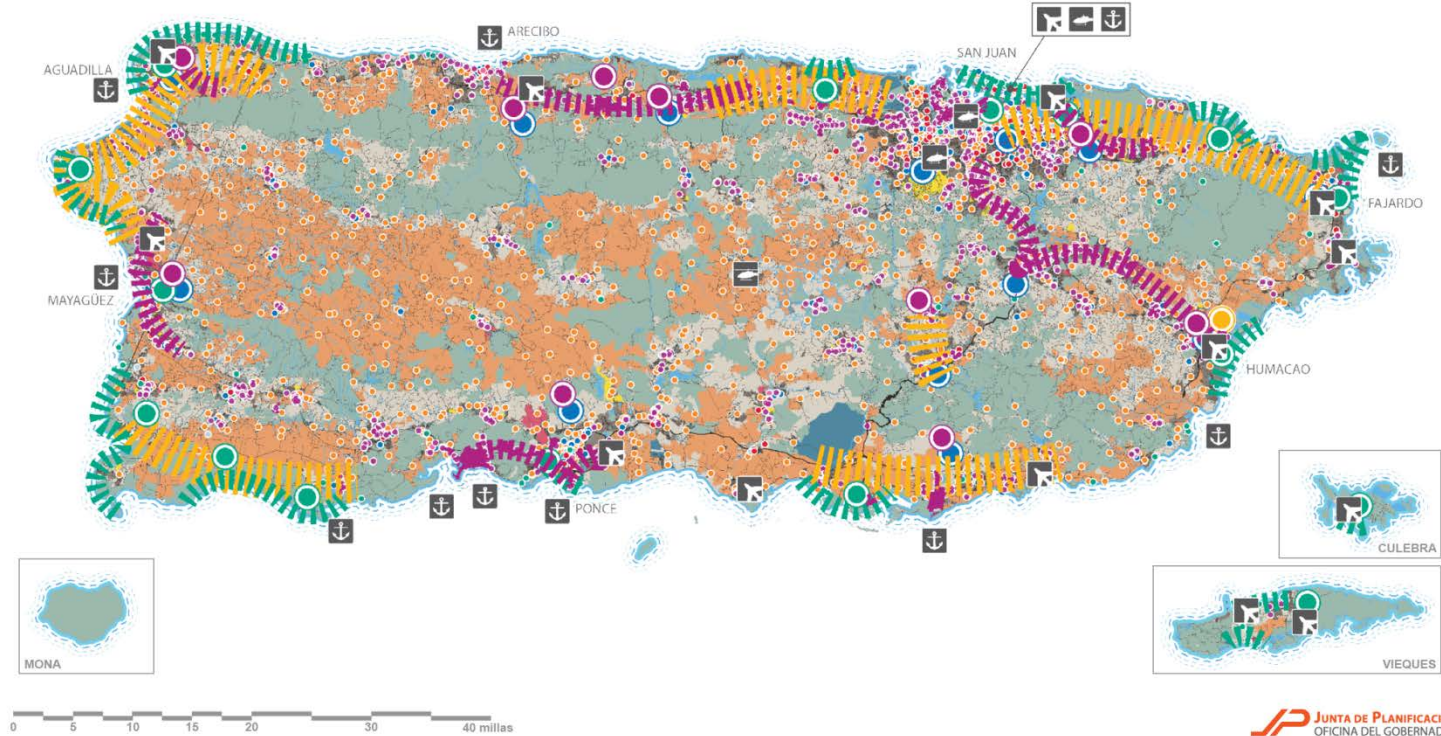 ARECIBO
SAN JUAN
AGUADILLA
FAJARDO
MAYAGÜEZ
HUMACAO
PONCE
CULEBRA
MONA
VIEQUES
0 5 10 15 20 30 40 millas
JUNTA DE PLANIFICACI
OFICINA DEL GOBERNAD